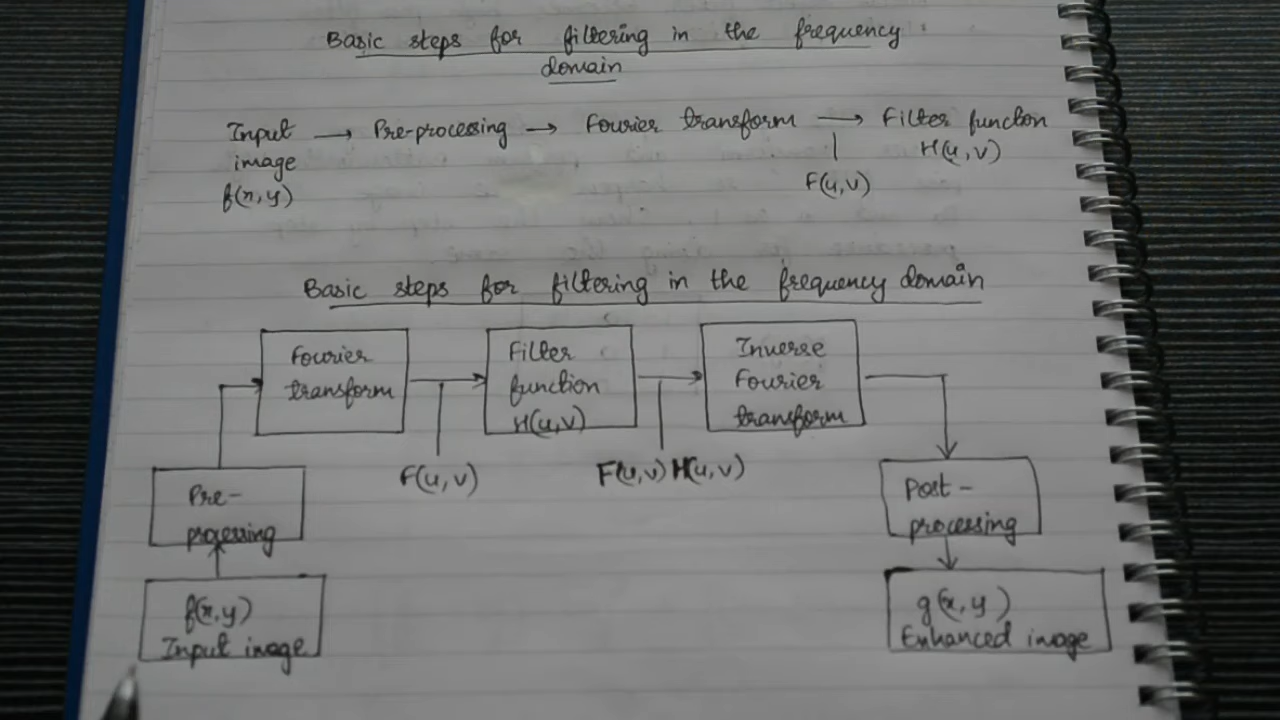 Basic steps for filtering in the frequency
domain
Input → Pre-processing → Fourier transform → Filter function
image
H(u,v)
f(x,y)
F(u,v)
Basic steps for filtering in the frequency domain
Fourier
transform
Filter
function
H(u,v)
Inverse
Fourier
transform
F(u,v)
F(u,v) H(u,v)
Pre-
processing
Post-
processing
f(x,y)
Input image
g(x,y)
Enhanced image